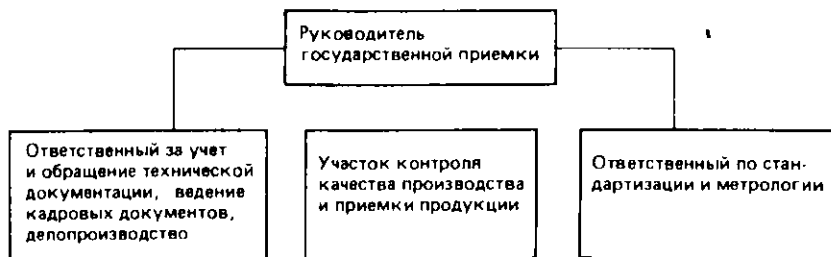 Руководитель
государственной приемки
Ответственный за учет
и обращение технической
документации, ведение
кадровых документов,
делопроизводство
Участок контроля
качества производства
и приемки продукции
Ответственный по стан-
дартизации и метрологии